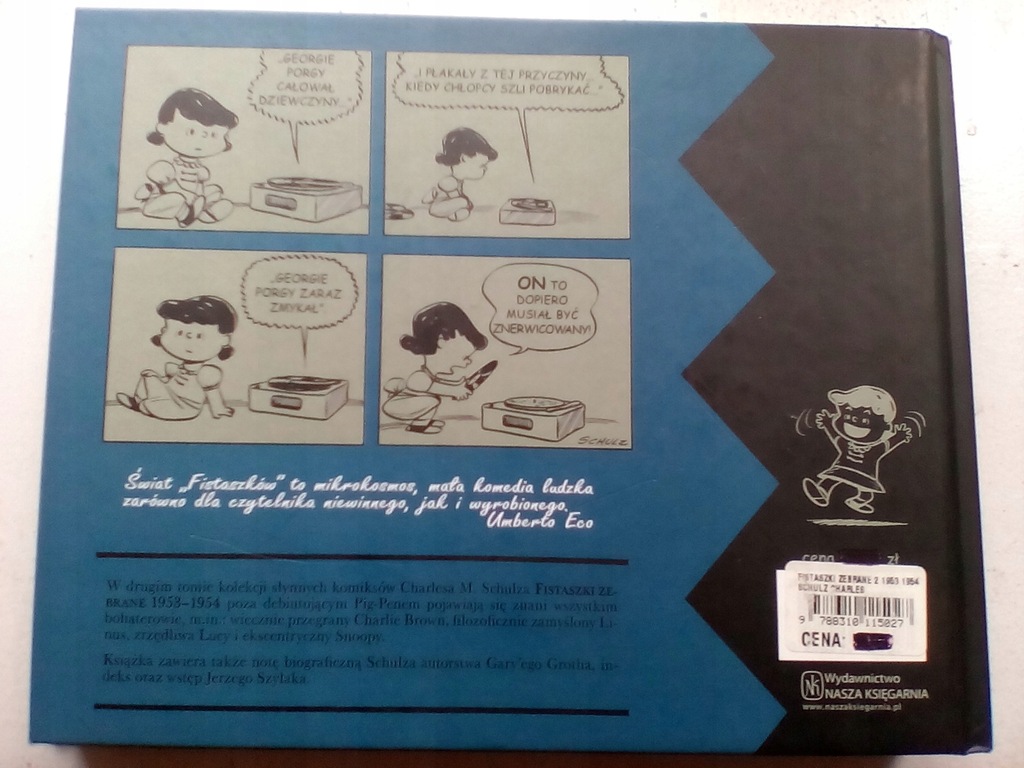 „GEORGIE
PORGY
CAŁOWAŁ
DZIEWCZYNY..."
„...I PŁAKAŁY Z TEJ PRZYCZYNY,
KIEDY CHŁOPCY SZLI POBRYKAĆ..."
„GEORGIE
PORGY ZARAZ
ZMYKAŁ".
ON TO
DOPIERO
MUSIAŁ BYĆ
ZNERWICOWANY!
SCHULZ
Świat „Fistaszków" to mikrokosmos, mała komedia ludzka
zarówno dla czytelnika niewinnego, jak i wyrobionego.
Umberto Eco
W drugim tomie kolekcji słynnych komiksów Charlesa M. Schulza FISTASZKI ZE-
BRANE 1953–1954 poza debiutującym Pig-Penem pojawiają się znani wszystkim
bohaterowie, m.in.: wiecznie przegrany Charlie Brown, filozoficznie zamyślony Li-
nus, zrzędliwa Lucy i ekscentryczny Snoopy.
Książka zawiera także notę biograficzną Schulza autorstwa Gary'ego Grotha, in-
deks oraz wstęp Jerzego Szyłaka.
cena zł
FISTASZKI ZEBRANE 2 1953 1954
SCHULZ CHARLES
9 788310 115027
CENA:
NK Wydawnictwo
NASZA KSIĘGARNIA
www.naszaksiegarnia.pl